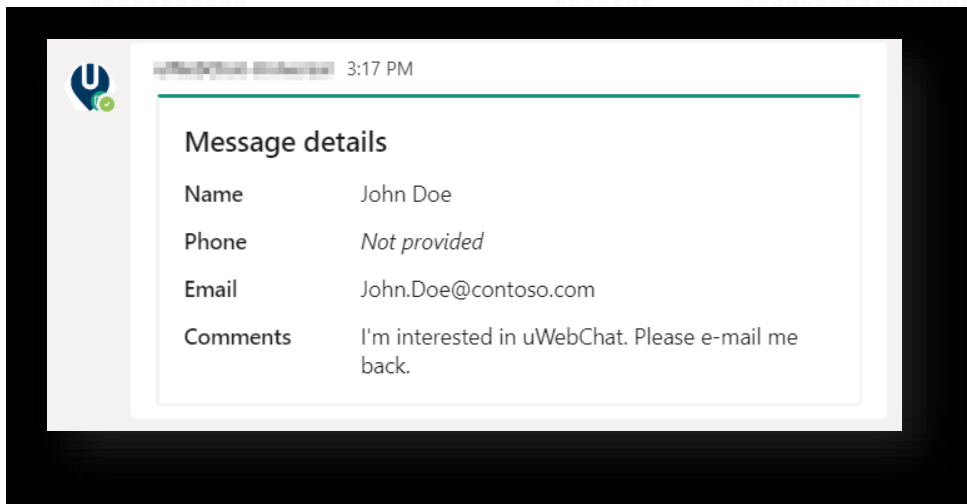 3:17 PM
Message details
Name John Doe
Phone Not provided
Email John.Doe@contoso.com
Comments I'm interested in uWebChat. Please e-mail me
back.